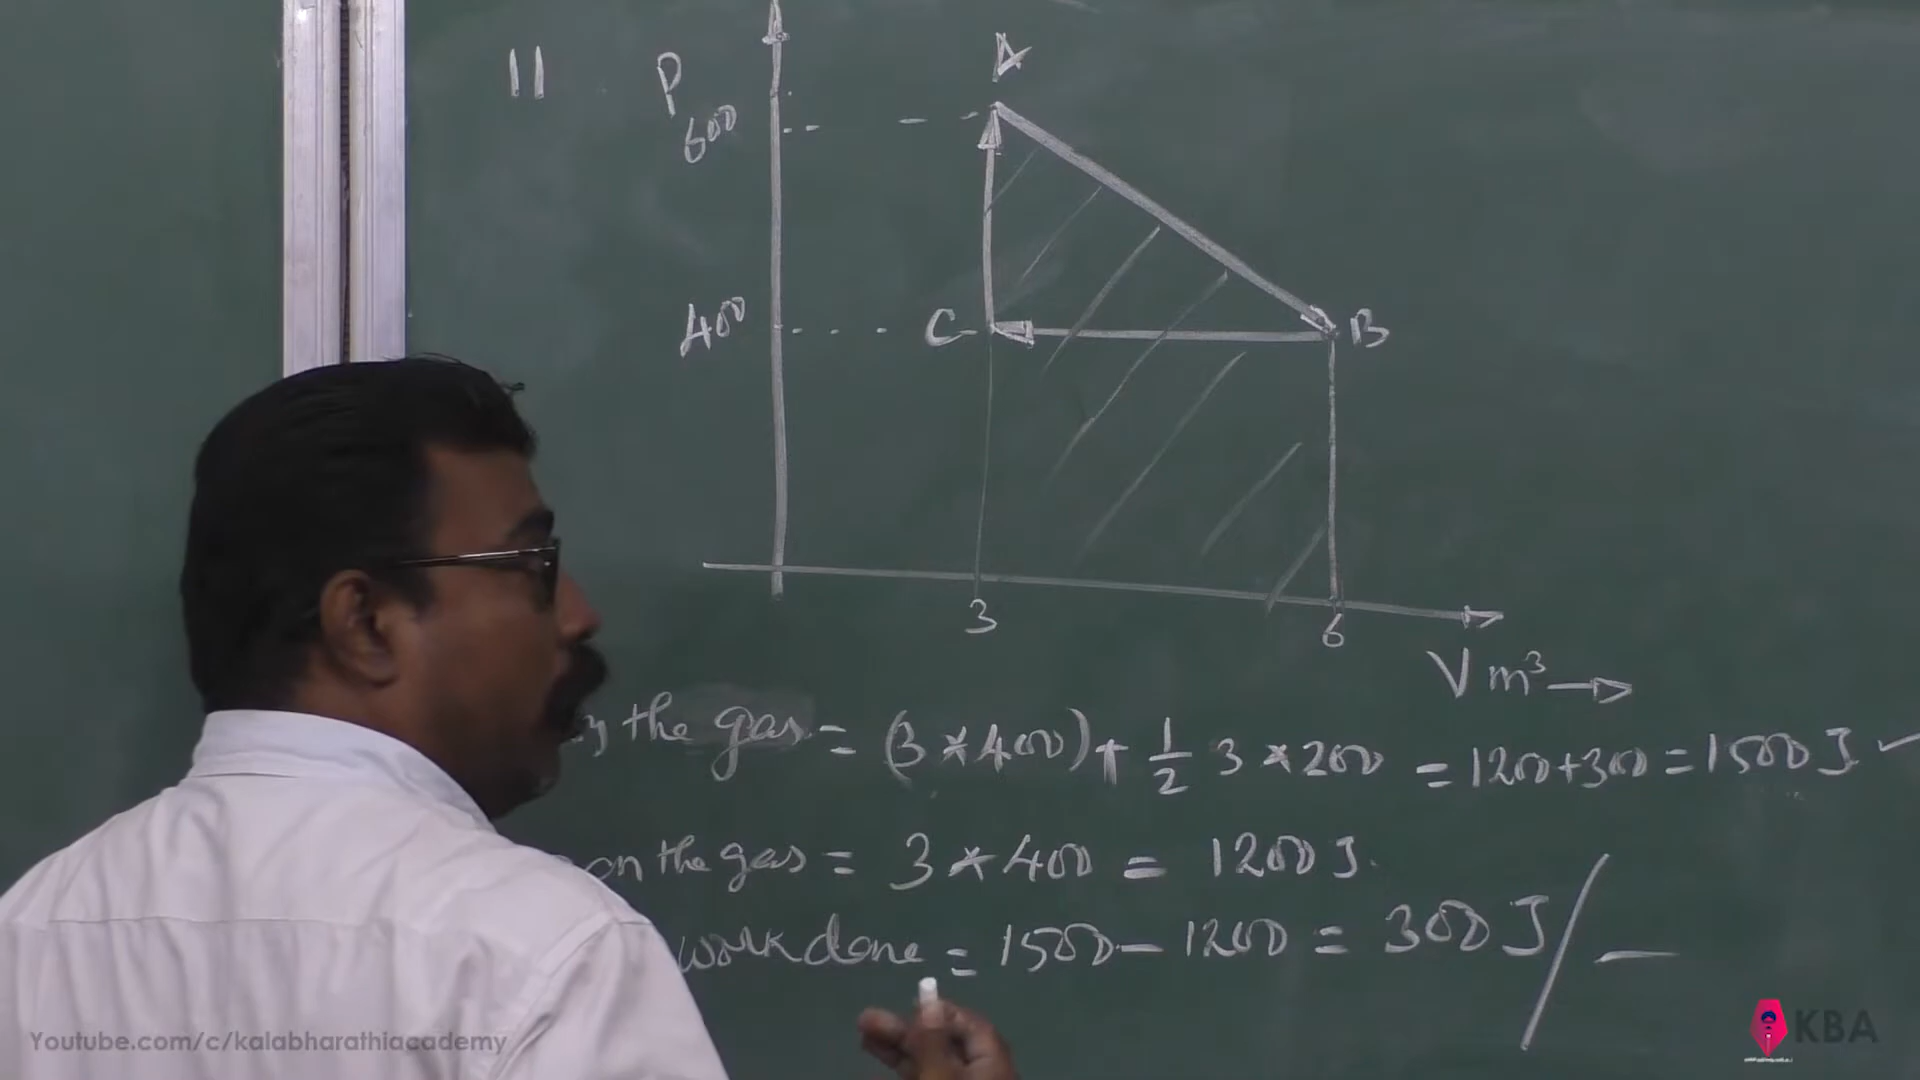 11
P
A
600
400
C
B
3
6
V m³
the gas = (3 * 400) + 1/2 3 * 200 = 1200 + 300 = 1500 J
on the gas = 3 * 400 = 1200 J.
work done = 1500 - 1200 = 300 J
Youtube.com/c/kalabharathiacademy
KBA